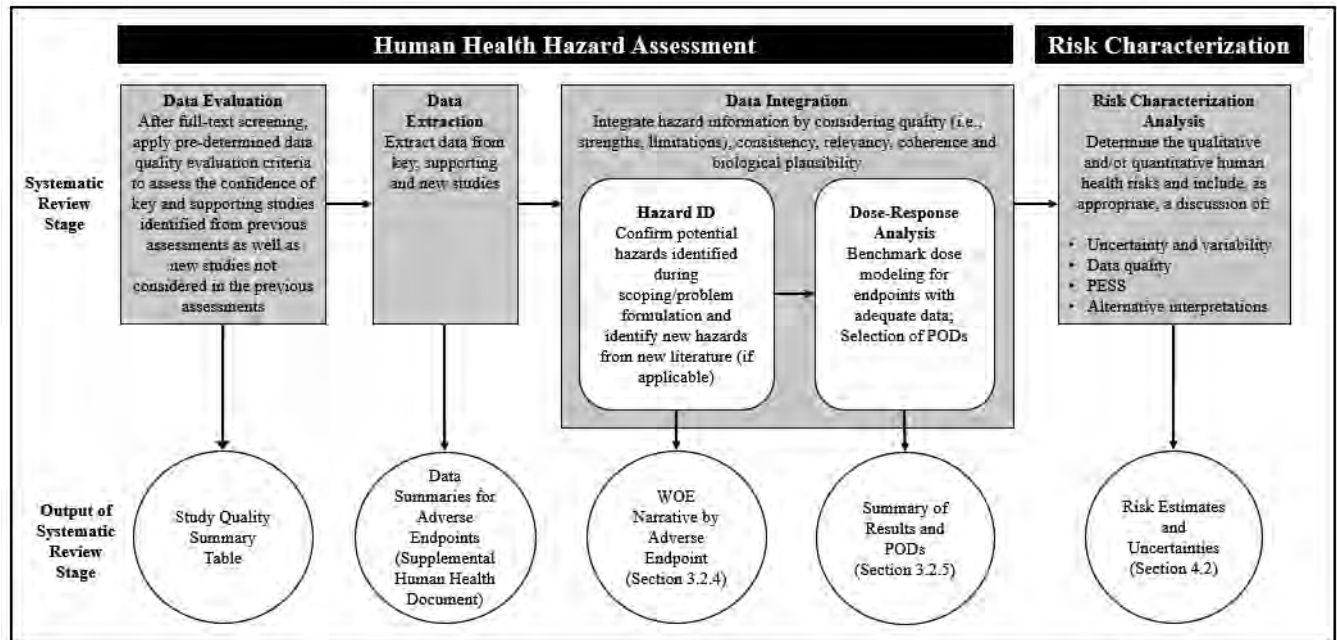 Human Health Hazard Assessment
Risk Characterization
Systematic
Review
Stage
Data Evaluation
After full-text screening,
apply pre-determined data
quality evaluation criteria
to assess the confidence of
key and supporting studies
identified from previous
assessments as well as
new studies not
considered in the previous
assessments
Data
Extraction
Extract data from
key, supporting
and new studies
Data Integration
Integrate hazard information by considering quality (i.e.,
strengths, limitations), consistency, relevancy, coherence and
biological plausibility
Hazard ID
Confirm potential
hazards identified
during
scoping/problem
formulation and
identify new hazards
from new literature (if
applicable)
Dose-Response
Analysis
Benchmark dose
modeling for
endpoints with
adequate data;
Selection of PODs
Risk Characterization
Analysis
Determine the qualitative
and/or quantitative human
health risks and include, as
appropriate, a discussion of:
• Uncertainty and variability
• Data quality
• PESS
• Alternative interpretations
Output of
Systematic
Review
Stage
Study Quality
Summary
Table
Data
Summaries for
Adverse
Endpoints
(Supplemental
Human Health
Document)
WOE
Narrative by
Adverse
Endpoint
(Section 3.2.4)
Summary of
Results and
PODs
(Section 3.2.5)
Risk Estimates
and
Uncertainties
(Section 4.2)